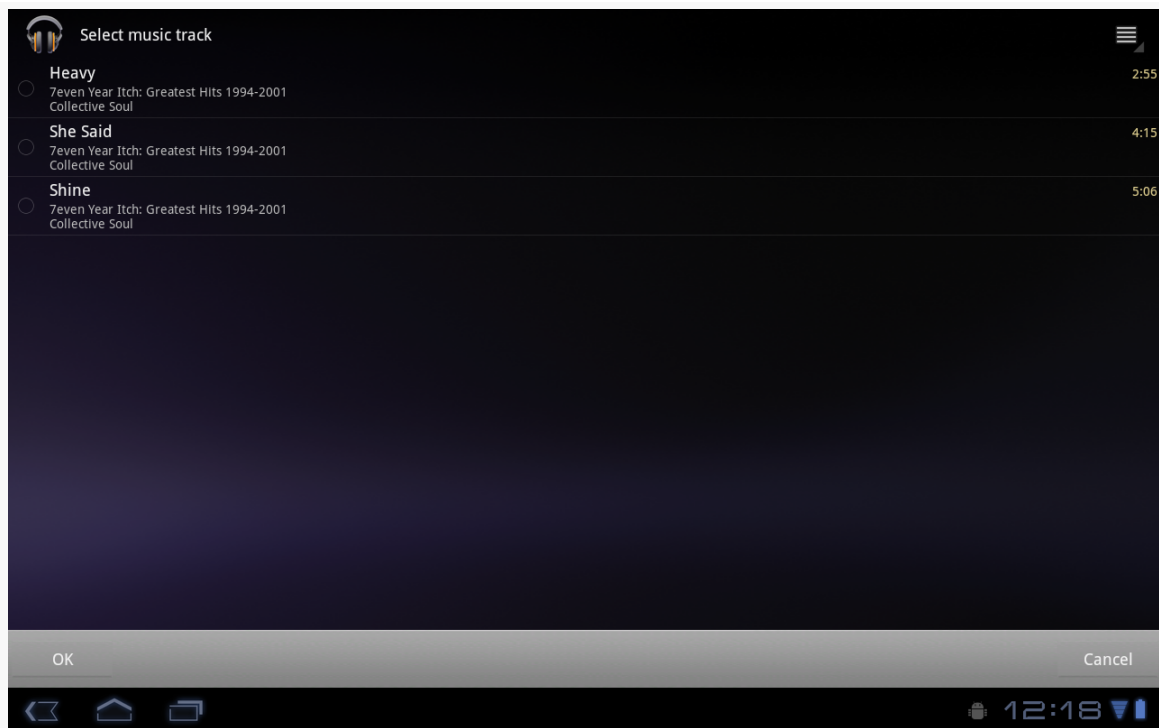 Select music track
Heavy
2:55
7even Year Itch: Greatest Hits 1994-2001
Collective Soul
She Said
4:15
7even Year Itch: Greatest Hits 1994-2001
Collective Soul
Shine
5:06
7even Year Itch: Greatest Hits 1994-2001
Collective Soul
OK
Cancel
12:18